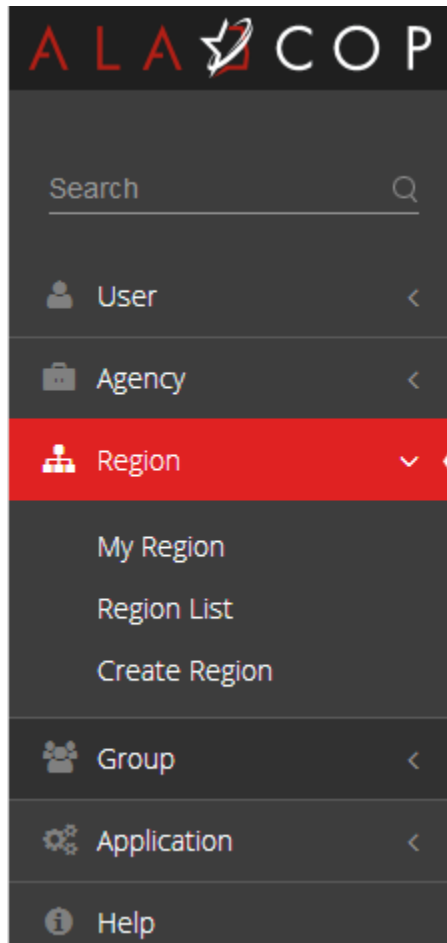 ALACOP
Search
User
Agency
Region
My Region
Region List
Create Region
Group
Application
Help